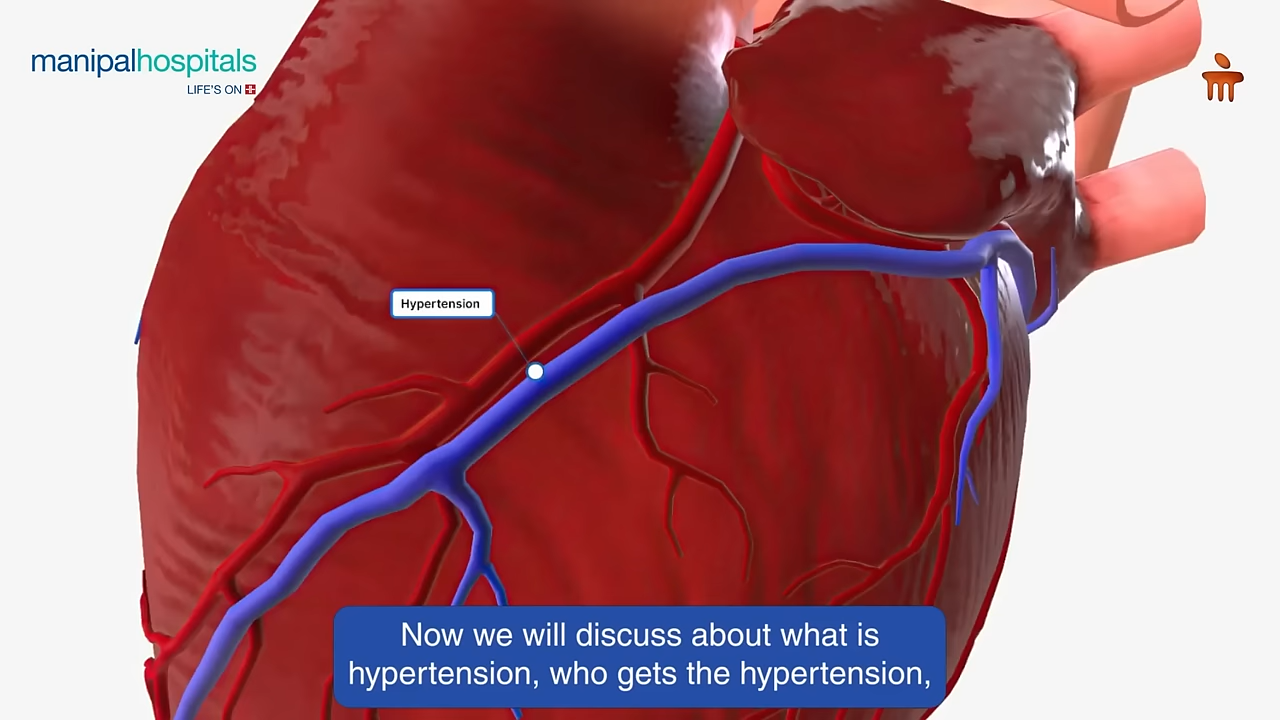 manipalhospitals
LIFE'S ON
Hypertension
Now we will discuss about what is
hypertension, who gets the hypertension,